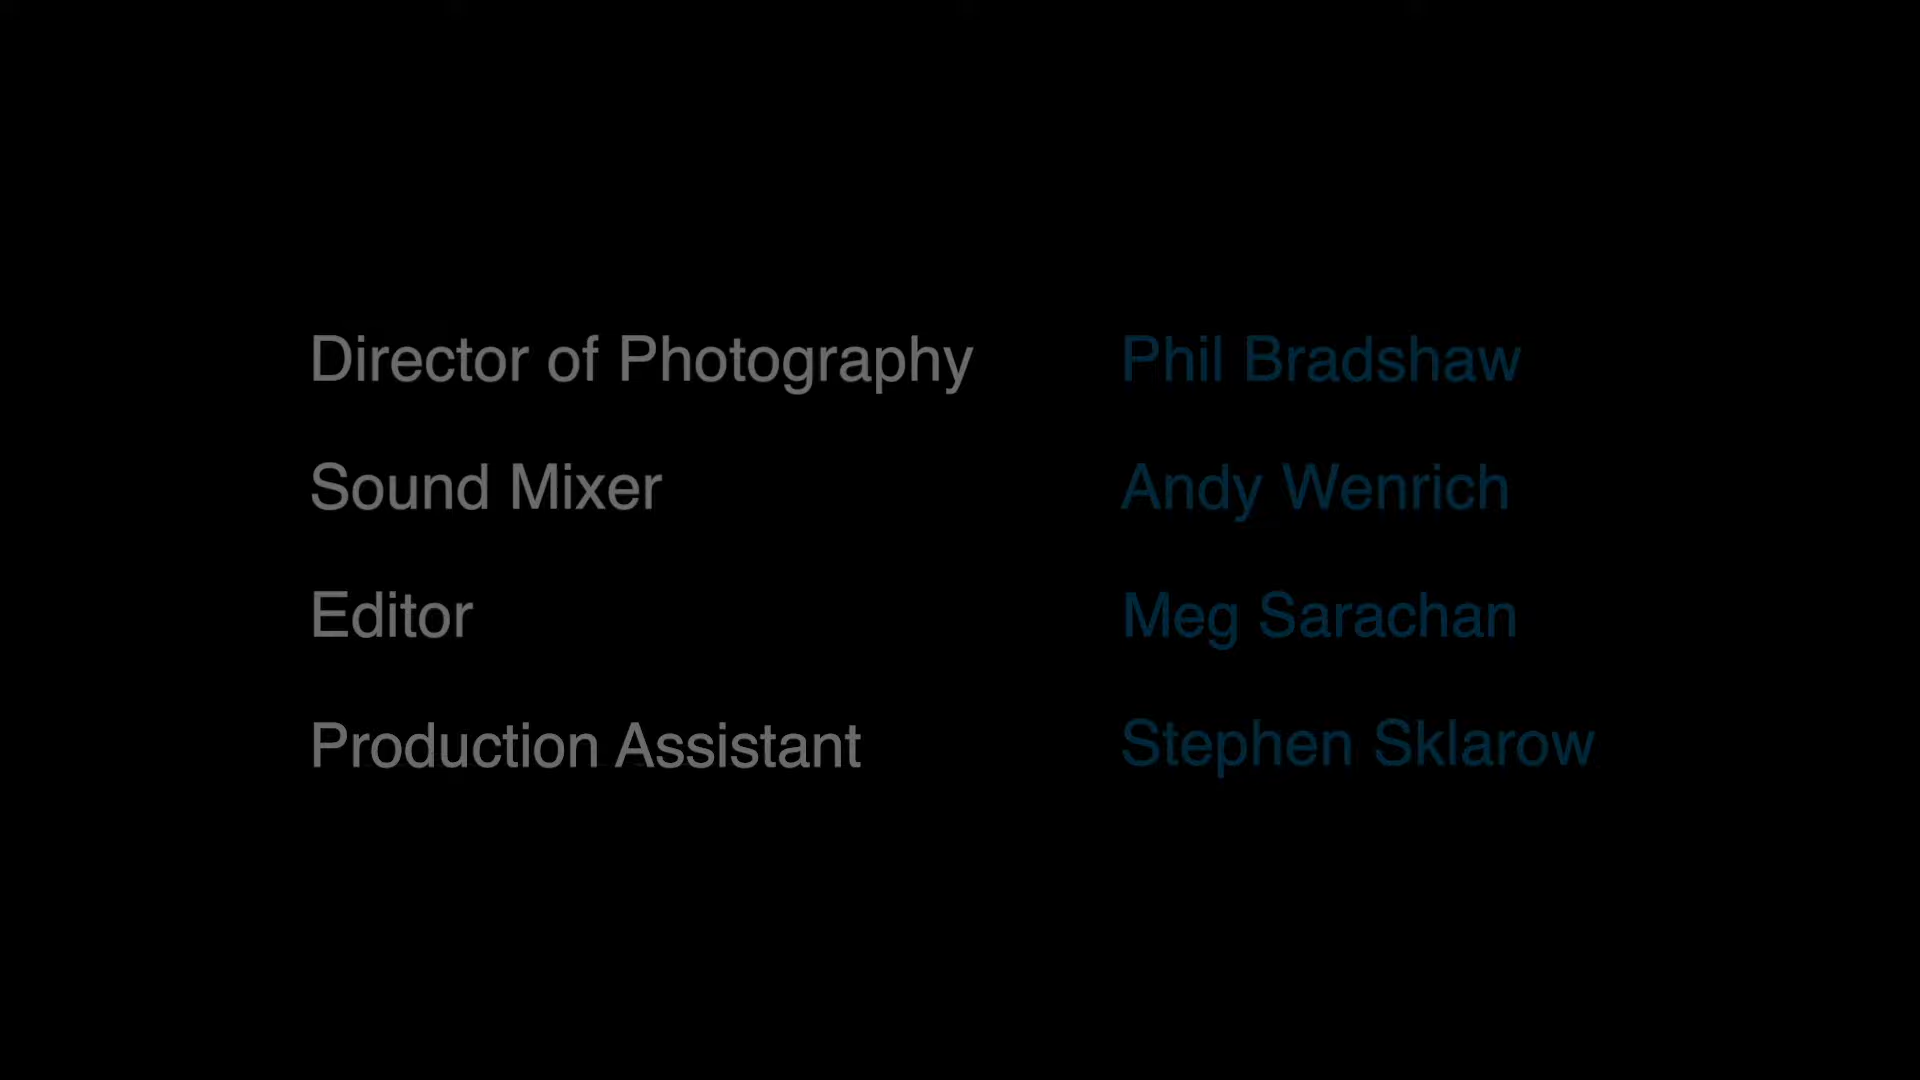 Director of Photography Phil Bradshaw
Sound Mixer Andy Wenrich
Editor Meg Sarachan
Production Assistant Stephen Sklarow